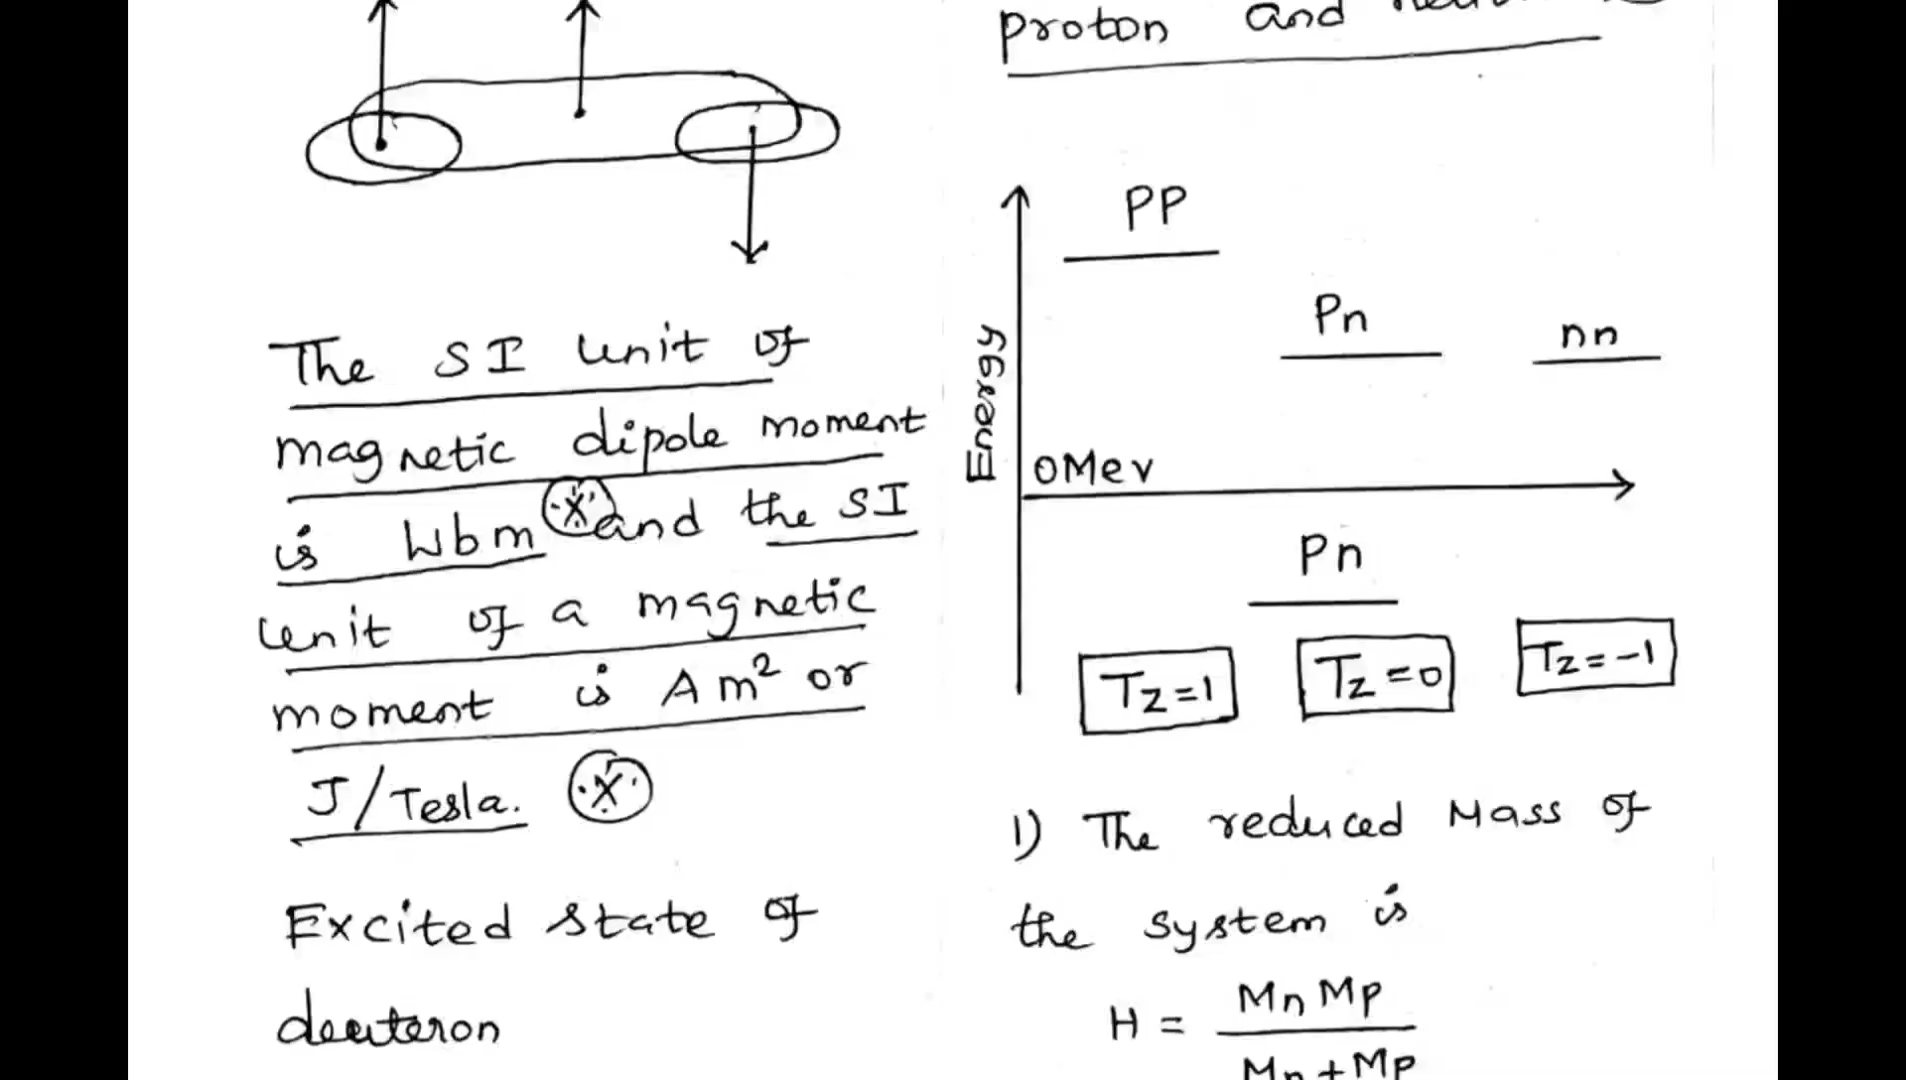 The SI unit of
magnetic dipole moment
is Wbm and the SI
unit of a magnetic
moment is Am² or
J/Tesla.
Excited state of
deuteron
proton and
PP
Pn
nn
Energy
0Mev
Pn
Tz=1
Tz=0
Tz=-1
1) The reduced Mass of
the system is
H = Mn Mp
Mn + Mp